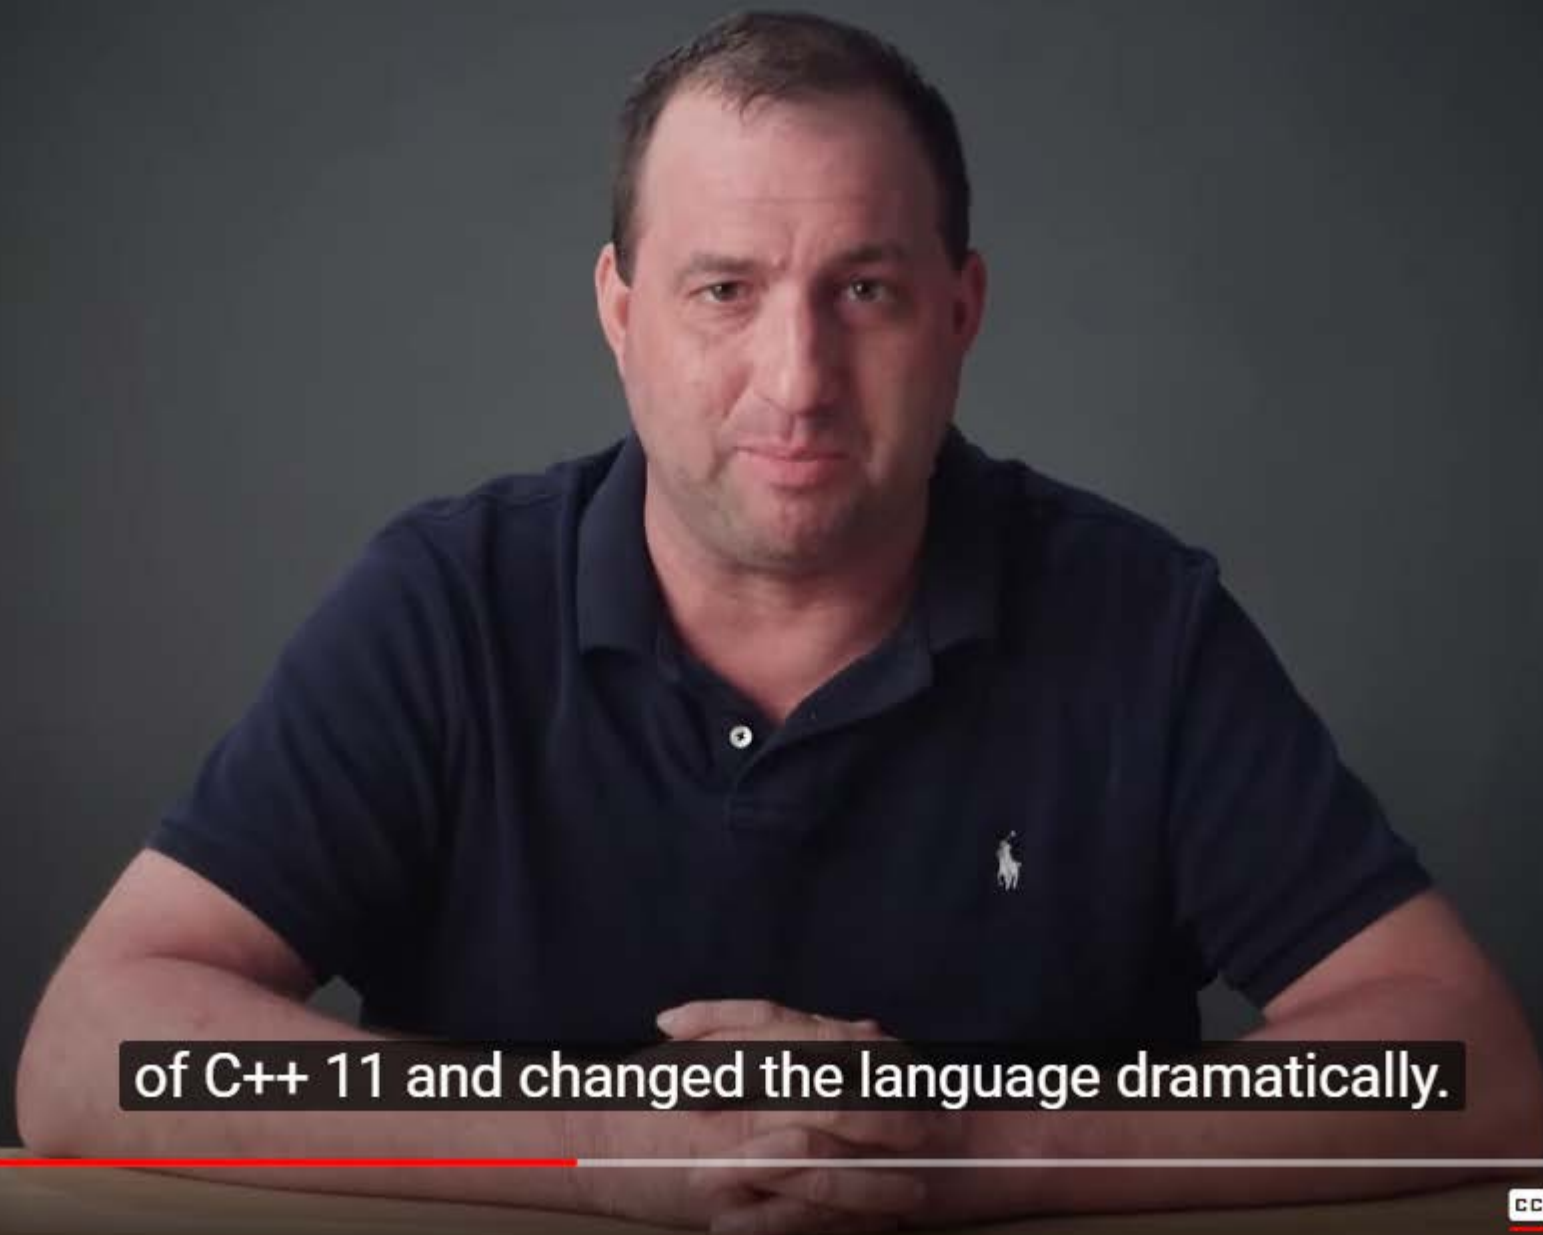 of C++ 11 and changed the language dramatically.
CC